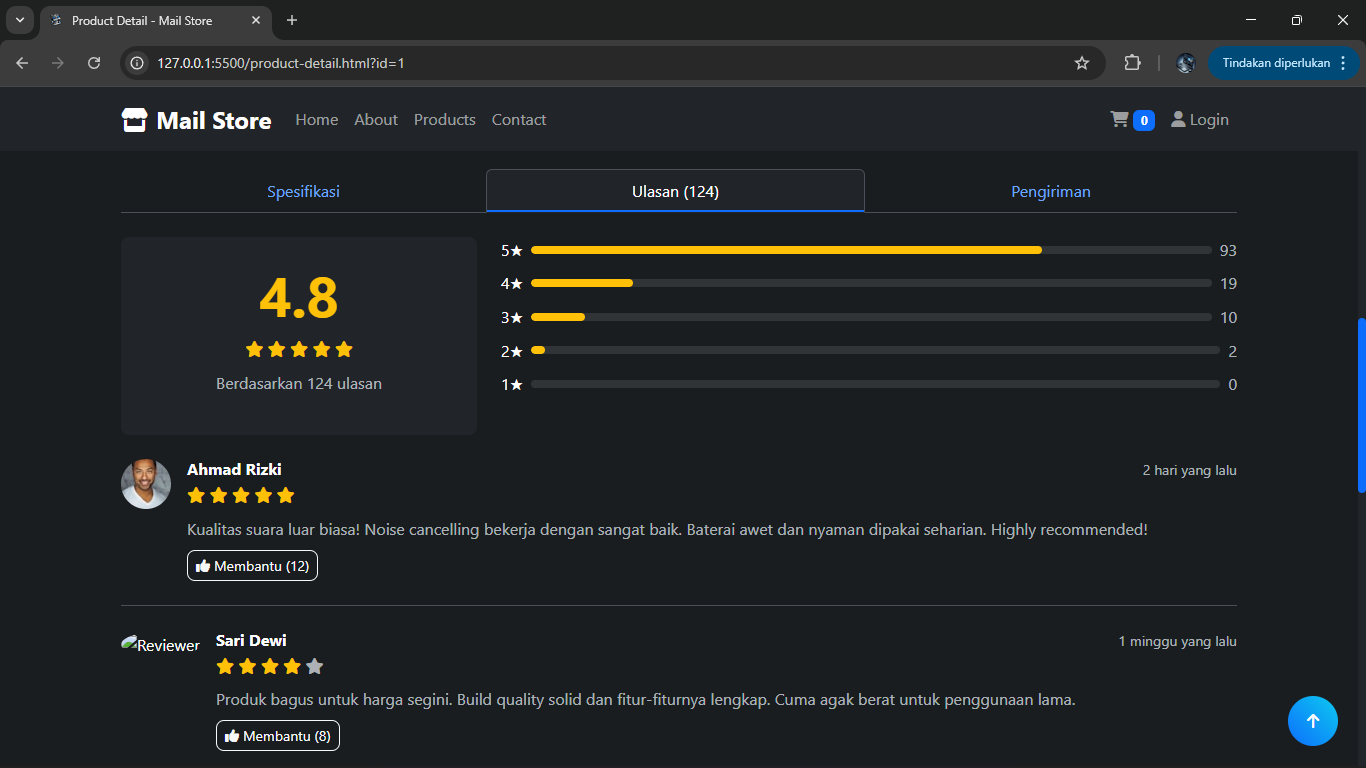 Product Detail - Mail Store
127.0.0.1:5500/product-detail.html?id=1
Tindakan diperlukan
Mail Store Home About Products Contact 0 Login
Spesifikasi Ulasan (124) Pengiriman
4.8
Berdasarkan 124 ulasan
5★ 93
4★ 19
3★ 10
2★ 2
1★ 0
Ahmad Rizki 2 hari yang lalu
Kualitas suara luar biasa! Noise cancelling bekerja dengan sangat baik. Baterai awet dan nyaman dipakai seharian. Highly recommended!
Membantu (12)
Reviewer Sari Dewi 1 minggu yang lalu
Produk bagus untuk harga segini. Build quality solid dan fitur-fiturnya lengkap. Cuma agak berat untuk penggunaan lama.
Membantu (8)